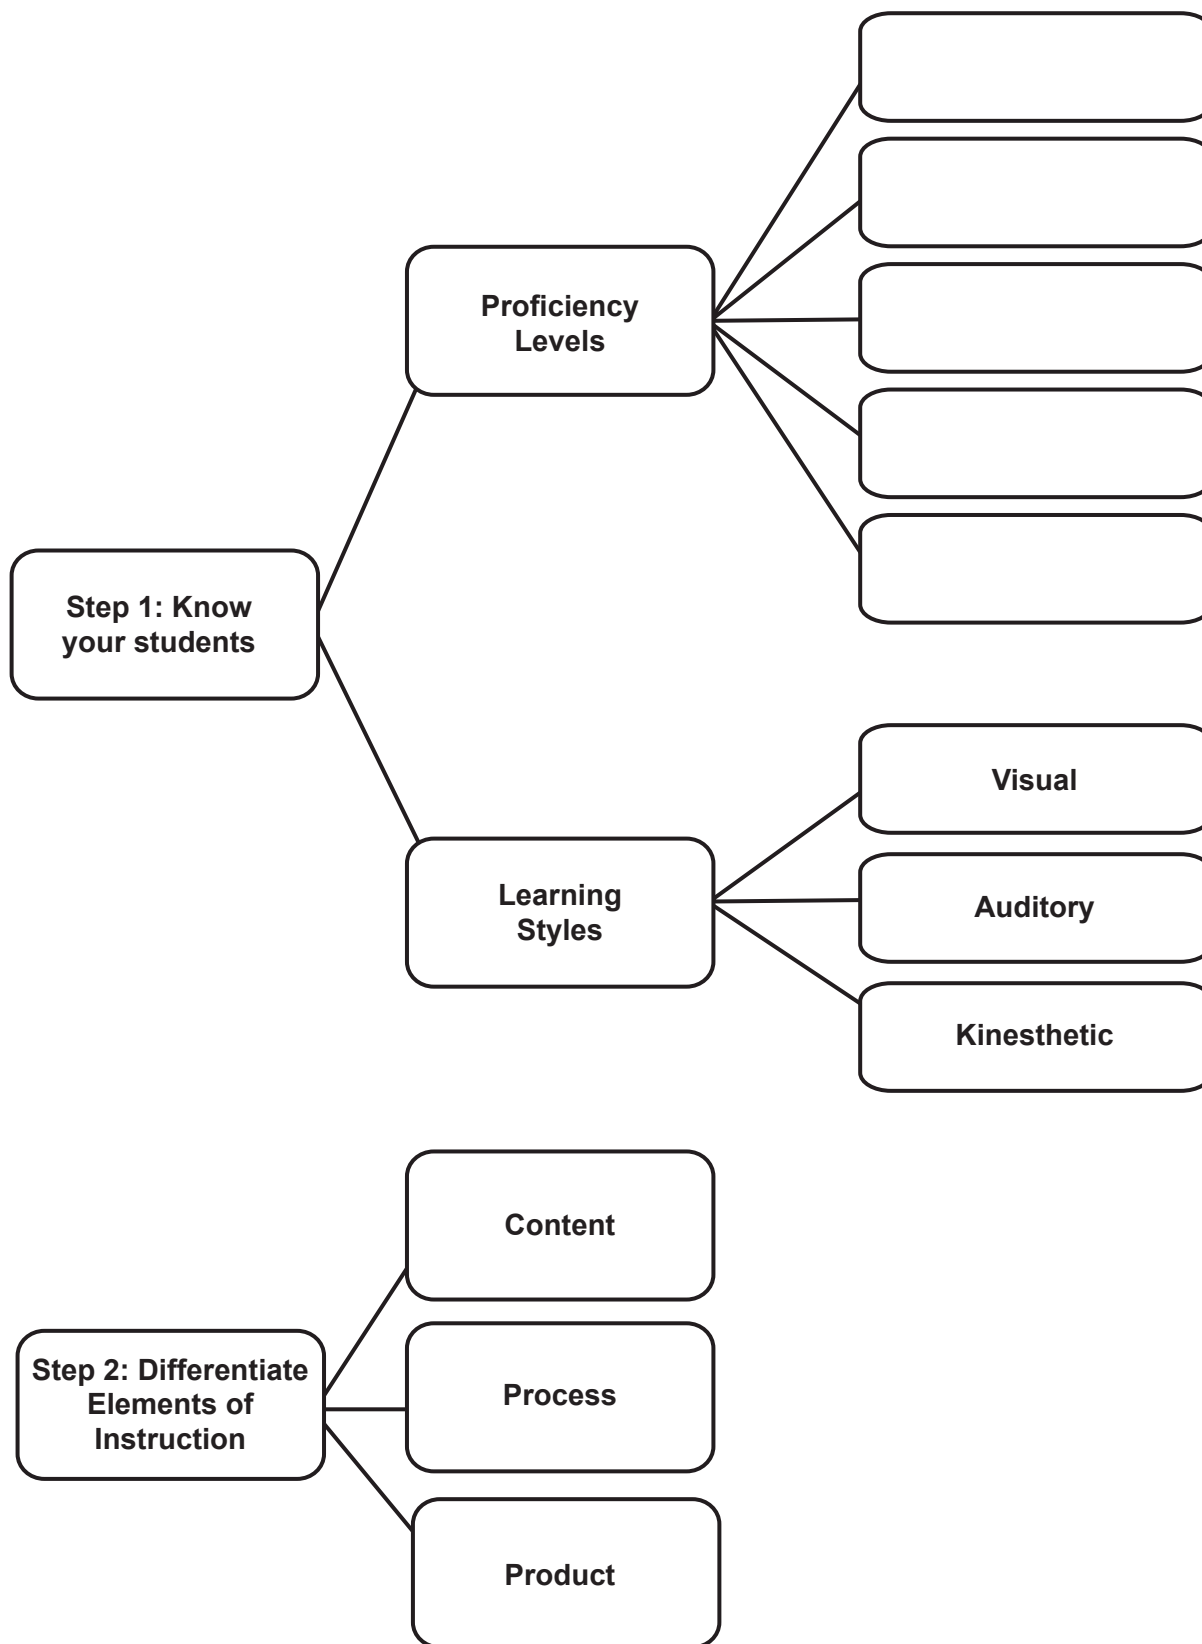 Proficiency
Levels
Step 1: Know
your students
Visual
Learning
Styles
Auditory
Kinesthetic
Content
Step 2: Differentiate
Elements of
Instruction
Process
Product